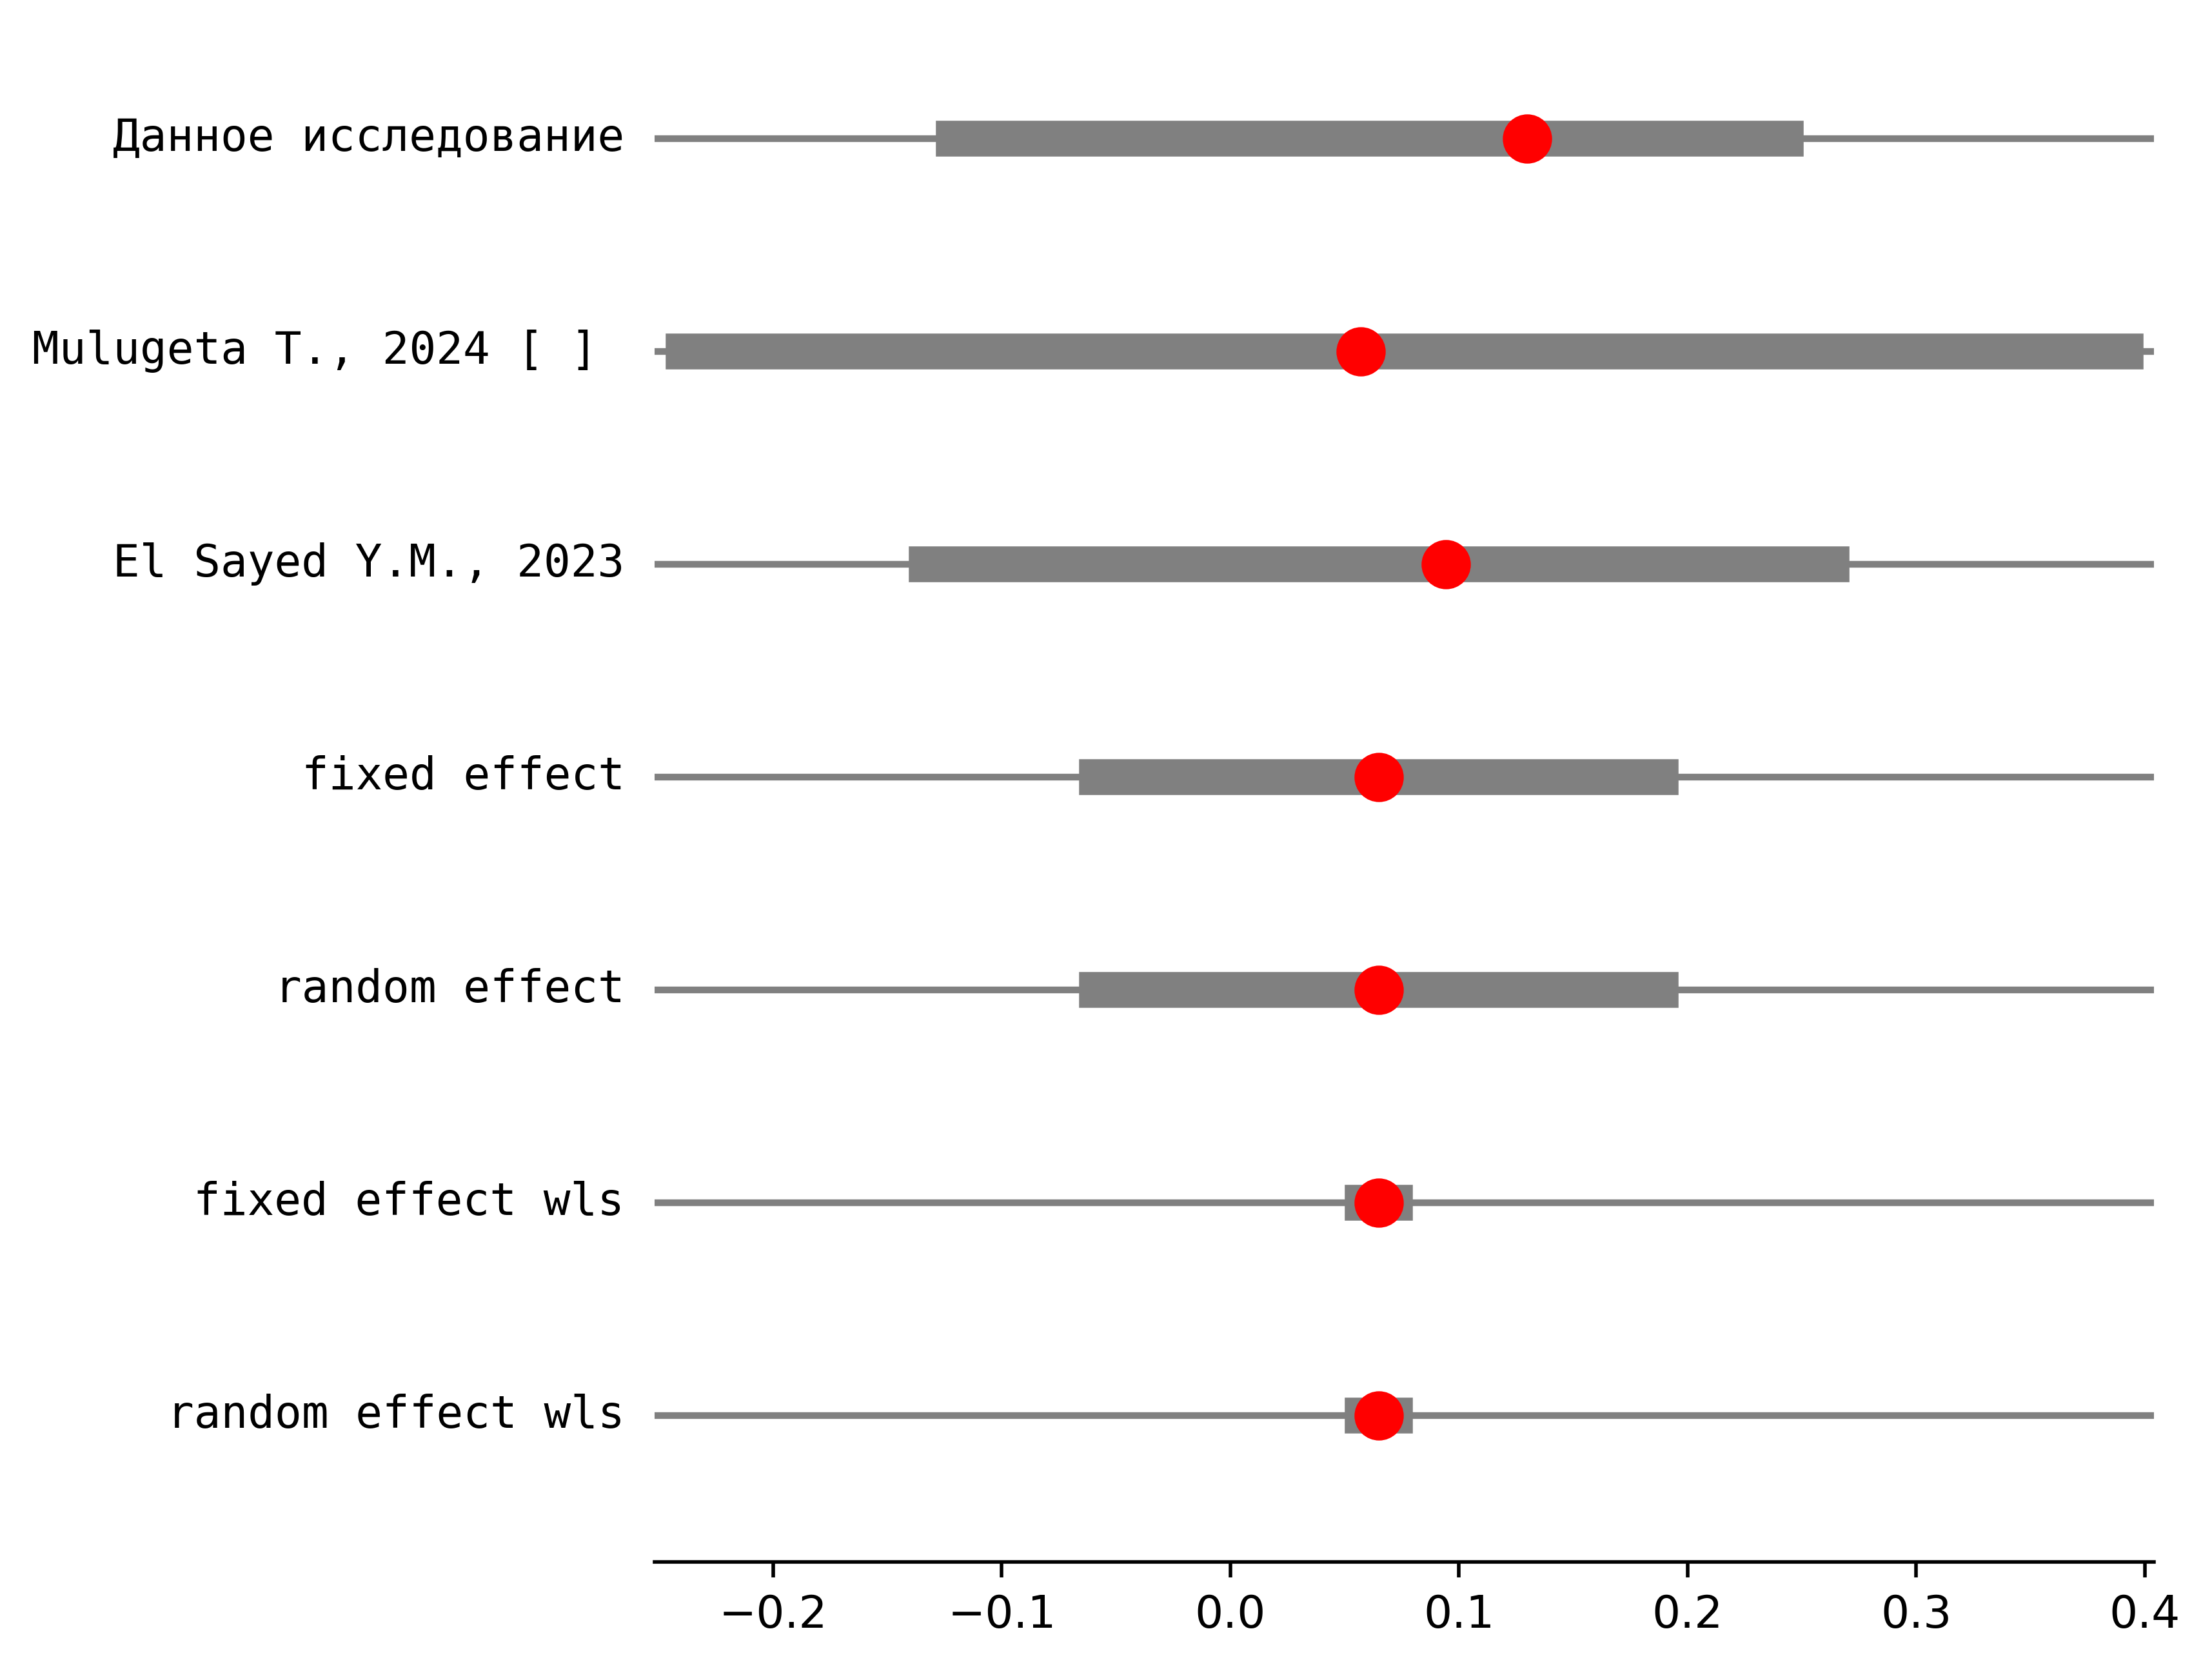 Данное исследование
Mulugeta T., 2024 [ ]
El Sayed Y.M., 2023
fixed effect
random effect
fixed effect wls
random effect wls
−0.2 −0.1 0.0 0.1 0.2 0.3 0.4